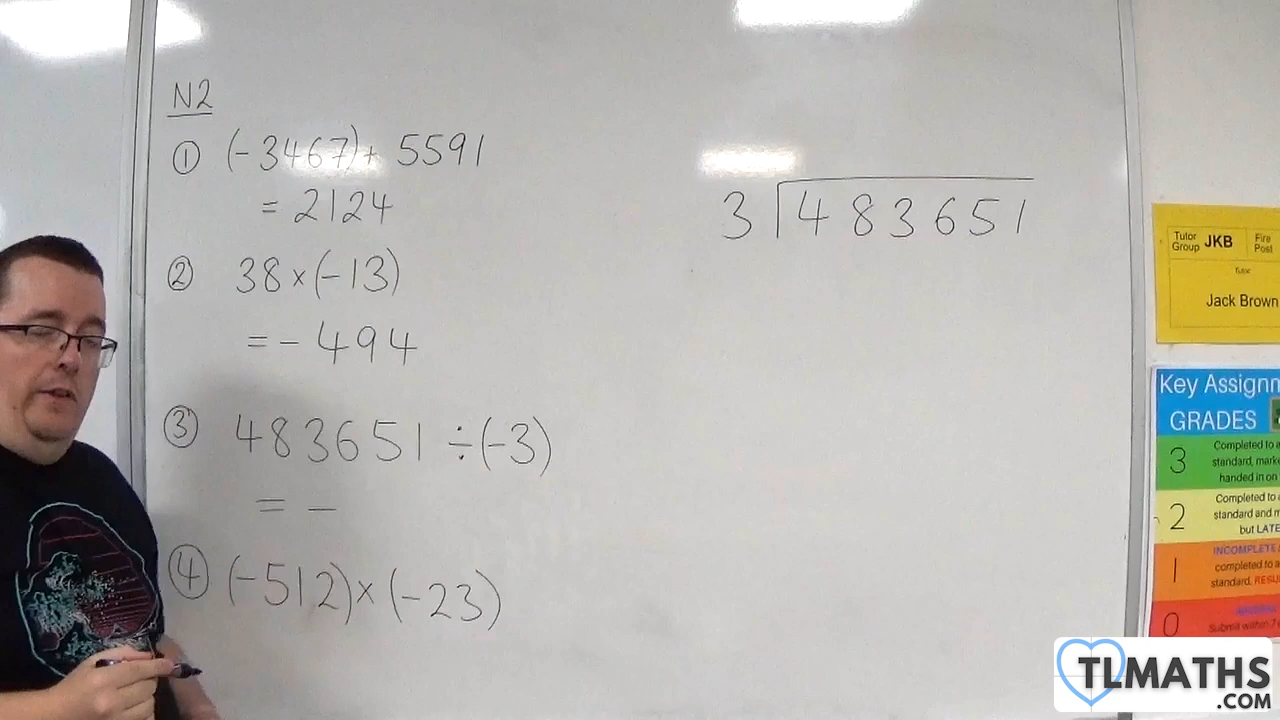 N2
① (-3467)+ 5591
= 2124
② 38×(-13)
= - 494
③ 483651 ÷(-3)
= -
④ (-512)×(-23)
3 483651
Tutor Group JKB
Fire Post
Tutor
Jack Brown
Key Assignm
GRADES
3 Completed to a
standard, marke
handed in on
2 Completed to a
standard and m
but LATE
1 INCOMPLETE
completed to a
standard, RESU
0
Submit within 7
TLMATHS
.COM